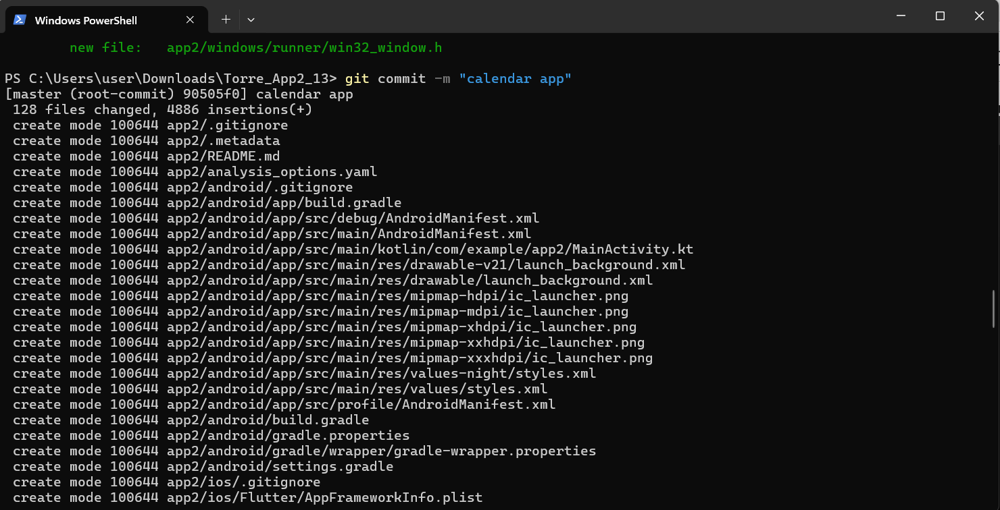 Windows PowerShell
new file:   app2/windows/runner/win32_window.h
PS C:\Users\user\Downloads\Torre_App2_13> git commit -m "calendar app"
[master (root-commit) 90505f0] calendar app
 128 files changed, 4886 insertions(+)
 create mode 100644 app2/.gitignore
 create mode 100644 app2/.metadata
 create mode 100644 app2/README.md
 create mode 100644 app2/analysis_options.yaml
 create mode 100644 app2/android/.gitignore
 create mode 100644 app2/android/app/build.gradle
 create mode 100644 app2/android/app/src/debug/AndroidManifest.xml
 create mode 100644 app2/android/app/src/main/AndroidManifest.xml
 create mode 100644 app2/android/app/src/main/kotlin/com/example/app2/MainActivity.kt
 create mode 100644 app2/android/app/src/main/res/drawable-v21/launch_background.xml
 create mode 100644 app2/android/app/src/main/res/drawable/launch_background.xml
 create mode 100644 app2/android/app/src/main/res/mipmap-hdpi/ic_launcher.png
 create mode 100644 app2/android/app/src/main/res/mipmap-mdpi/ic_launcher.png
 create mode 100644 app2/android/app/src/main/res/mipmap-xhdpi/ic_launcher.png
 create mode 100644 app2/android/app/src/main/res/mipmap-xxhdpi/ic_launcher.png
 create mode 100644 app2/android/app/src/main/res/mipmap-xxxhdpi/ic_launcher.png
 create mode 100644 app2/android/app/src/main/res/values-night/styles.xml
 create mode 100644 app2/android/app/src/main/res/values/styles.xml
 create mode 100644 app2/android/app/src/profile/AndroidManifest.xml
 create mode 100644 app2/android/build.gradle
 create mode 100644 app2/android/gradle.properties
 create mode 100644 app2/android/gradle/wrapper/gradle-wrapper.properties
 create mode 100644 app2/android/settings.gradle
 create mode 100644 app2/ios/.gitignore
 create mode 100644 app2/ios/Flutter/AppFrameworkInfo.plist